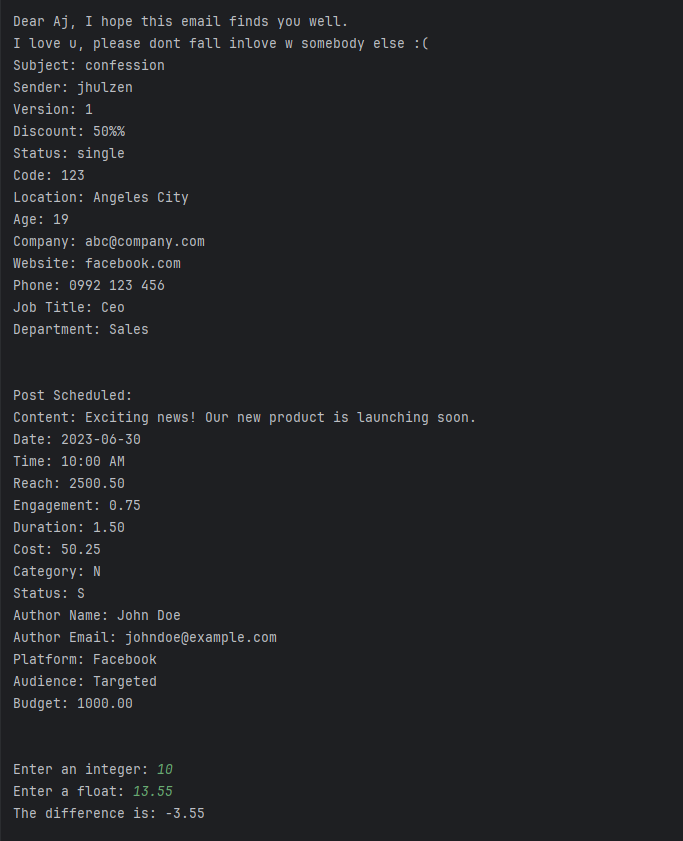 Dear Aj, I hope this email finds you well.
I love u, please dont fall inlove w somebody else :(
Subject: confession
Sender: jhulzen
Version: 1
Discount: 50%%
Status: single
Code: 123
Location: Angeles City
Age: 19
Company: abc@company.com
Website: facebook.com
Phone: 0992 123 456
Job Title: Ceo
Department: Sales
Post Scheduled:
Content: Exciting news! Our new product is launching soon.
Date: 2023-06-30
Time: 10:00 AM
Reach: 2500.50
Engagement: 0.75
Duration: 1.50
Cost: 50.25
Category: N
Status: S
Author Name: John Doe
Author Email: johndoe@example.com
Platform: Facebook
Audience: Targeted
Budget: 1000.00
Enter an integer: 10
Enter a float: 13.55
The difference is: -3.55